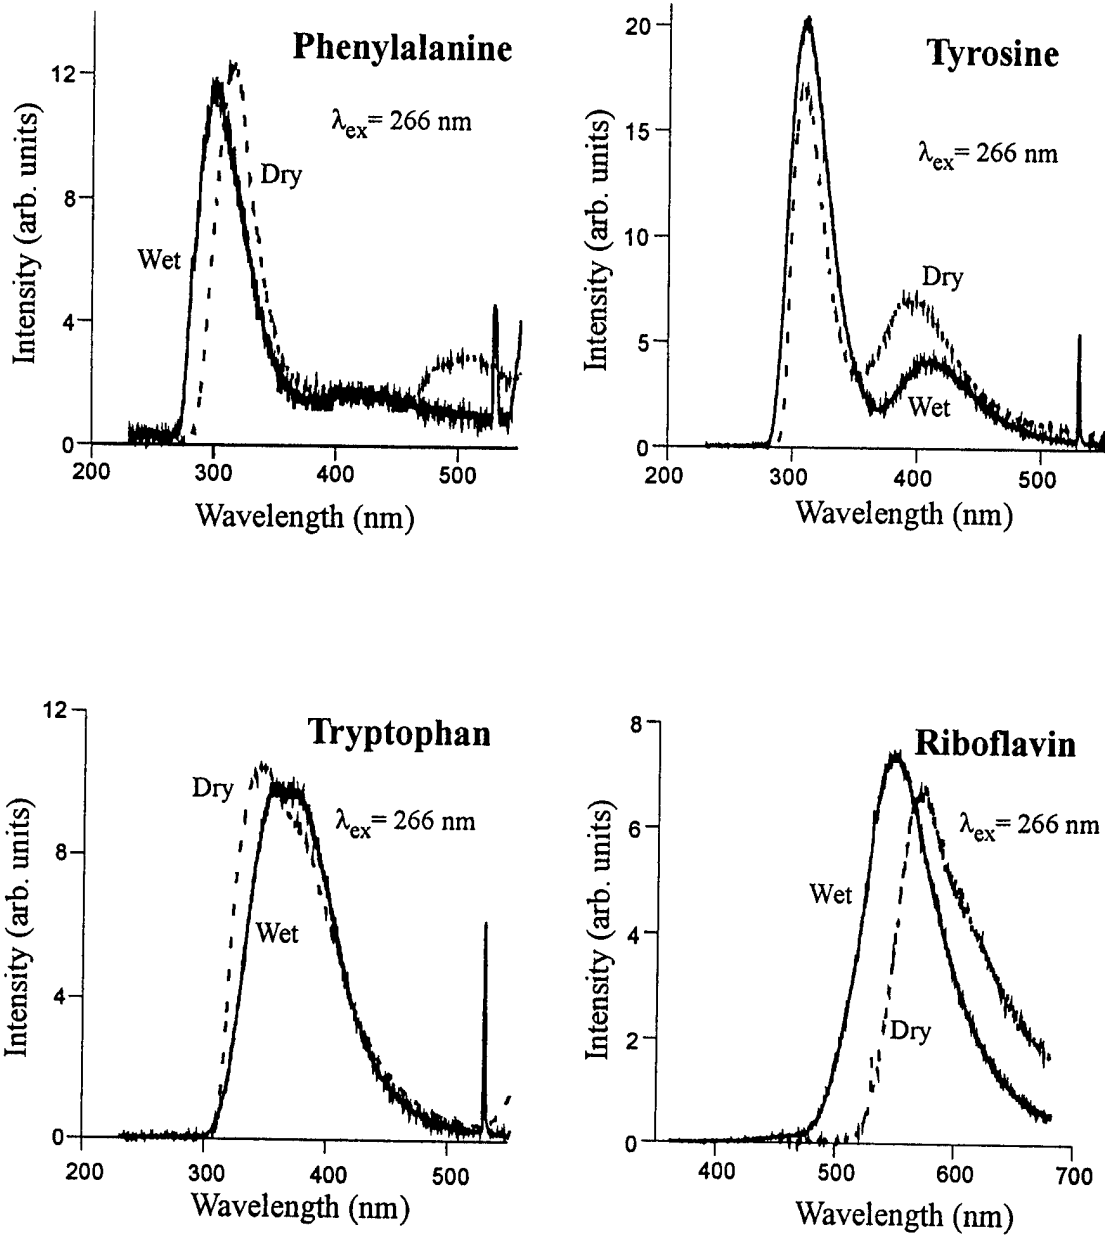 Phenylalanine
λex= 266 nm
Dry
Wet
12
8
4
0
200
300
400
500
Intensity (arb. units)
Wavelength (nm)
Tyrosine
λex= 266 nm
Dry
Wet
20
15
10
5
0
200
300
400
500
Intensity (arb. units)
Wavelength (nm)
Tryptophan
λex= 266 nm
Dry
Wet
12
8
4
0
200
300
400
500
Intensity (arb. units)
Wavelength (nm)
Riboflavin
λex= 266 nm
Wet
Dry
8
6
4
2
0
400
500
600
700
Intensity (arb. units)
Wavelength (nm)